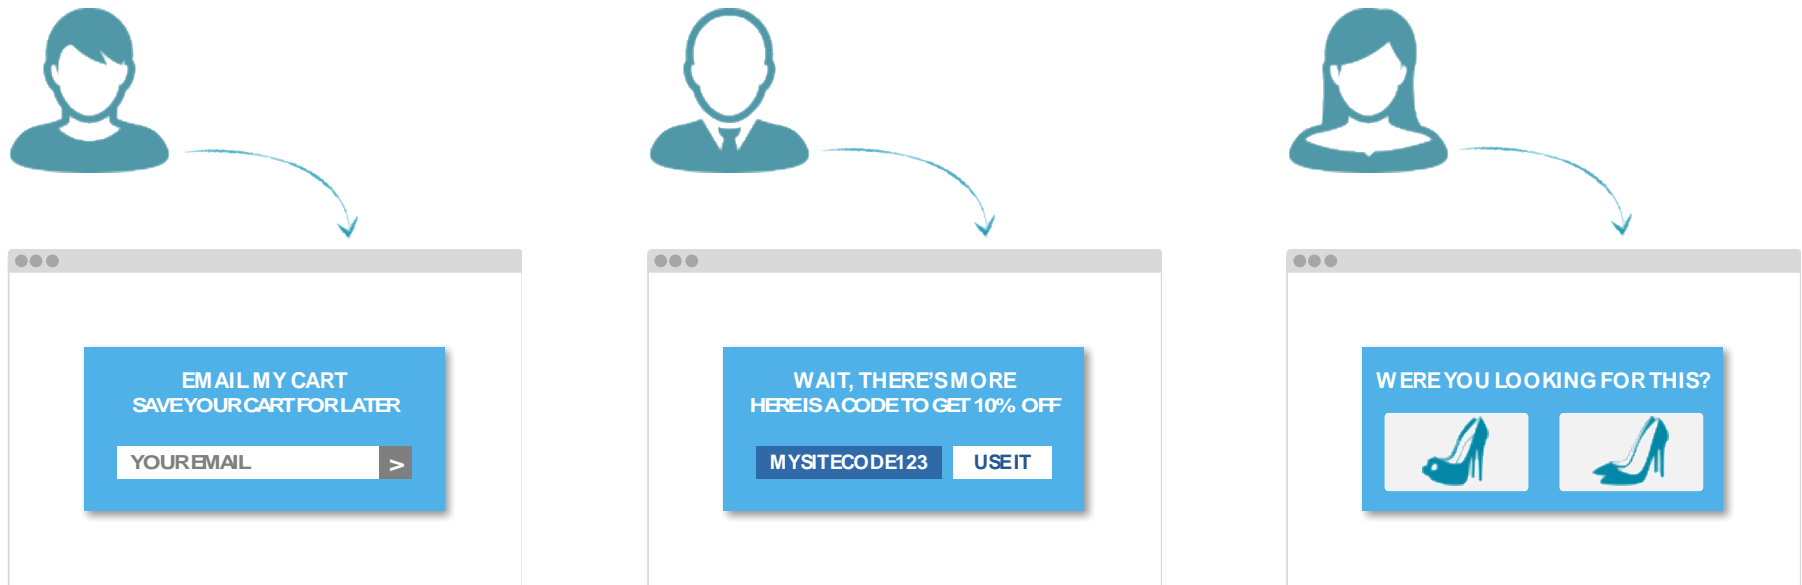 EMAIL MY CART
SAVE YOUR CART FOR LATER
YOUR EMAIL
>
WAIT, THERE'S MORE
HERE IS A CODE TO GET 10% OFF
MYSITECODE123
USE IT
WERE YOU LOOKING FOR THIS?